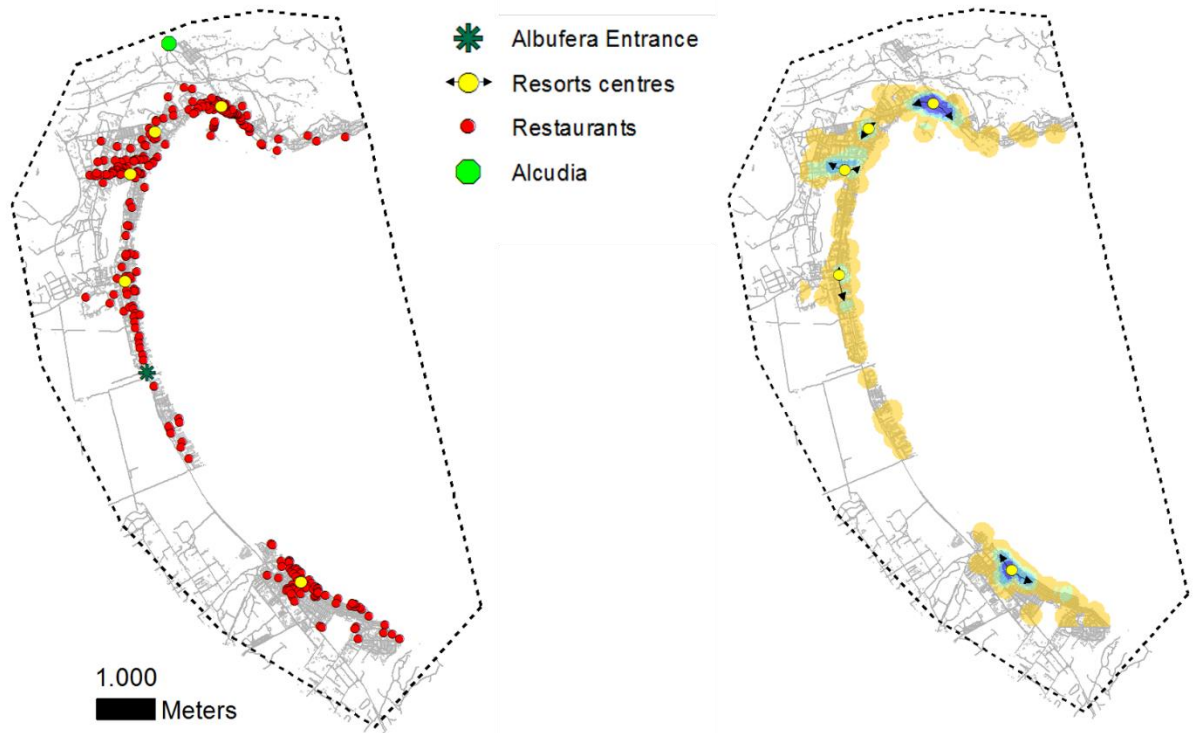 Albufera Entrance
Resorts centres
Restaurants
Alcudia
1.000
Meters